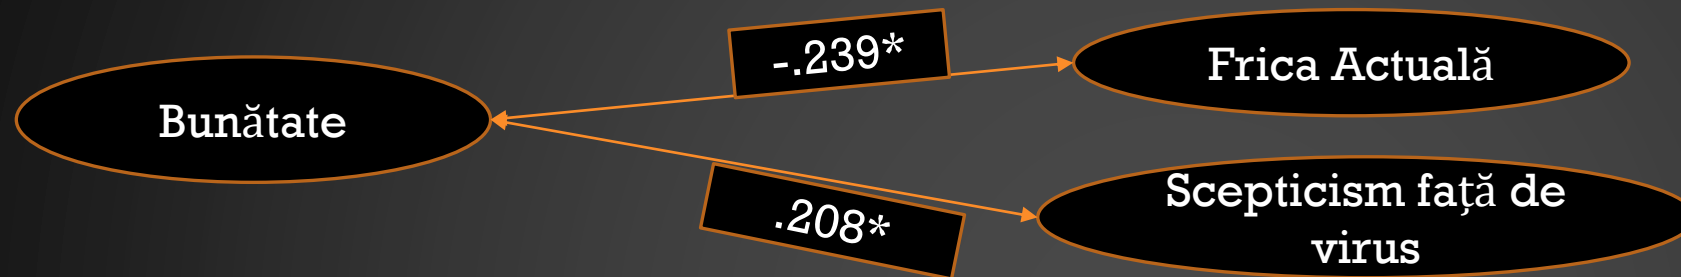 Bunătate
-.239*
Frica Actuală
.208*
Scepticism față de
virus